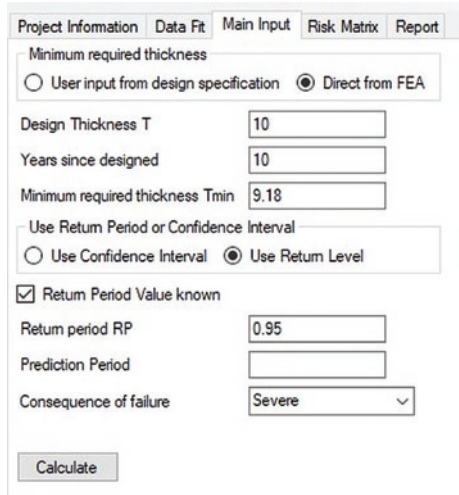 Project Information Data Fit Main Input Risk Matrix Report
Minimum required thickness
User input from design specification Direct from FEA
Design Thickness T 10
Years since designed 10
Minimum required thickness Tmin 9.18
Use Return Period or Confidence Interval
Use Confidence Interval Use Return Level
Return Period Value known
Return period RP 0.95
Prediction Period
Consequence of failure Severe
Calculate